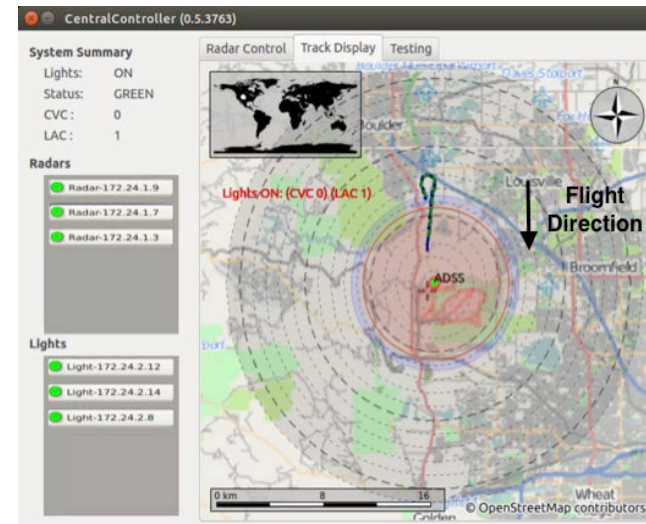 CentralController (0.5.3763)
System Summary
Lights: ON
Status: GREEN
CVC : 0
LAC : 1
Radars
Radar-172.24.1.9
Radar-172.24.1.7
Radar-172.24.1.3
Lights
Light-172.24.2.12
Light-172.24.2.14
Light-172.24.2.8
Radar Control
Track Display
Testing
Boulder Municipal Airport
N
Lights ON: (CVC 0) (LAC 1)
Louisville
Flight
Direction
Broomfield
ADSS
0 km 8 16
Wheat
© OpenStreetMap contributors
Golden